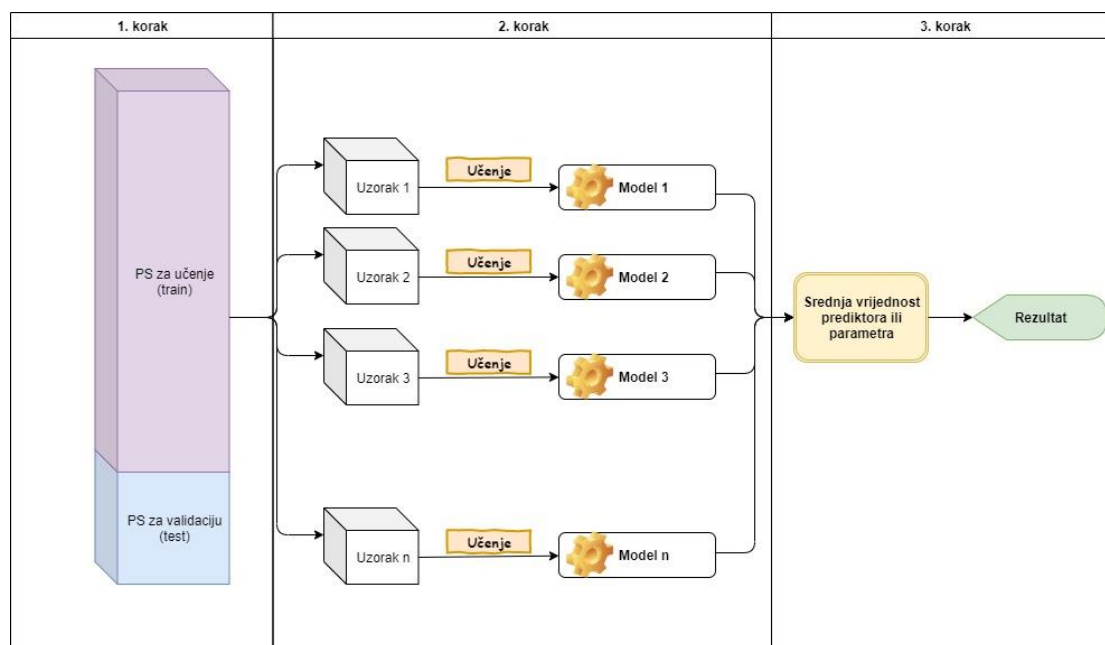 1. korak
2. korak
3. korak
PS za učenje
(train)
PS za validaciju
(test)
Uzorak 1
Učenje
Model 1
Uzorak 2
Učenje
Model 2
Uzorak 3
Učenje
Model 3
Uzorak n
Učenje
Model n
Srednja vrijednost
prediktora ili
parametra
Rezultat